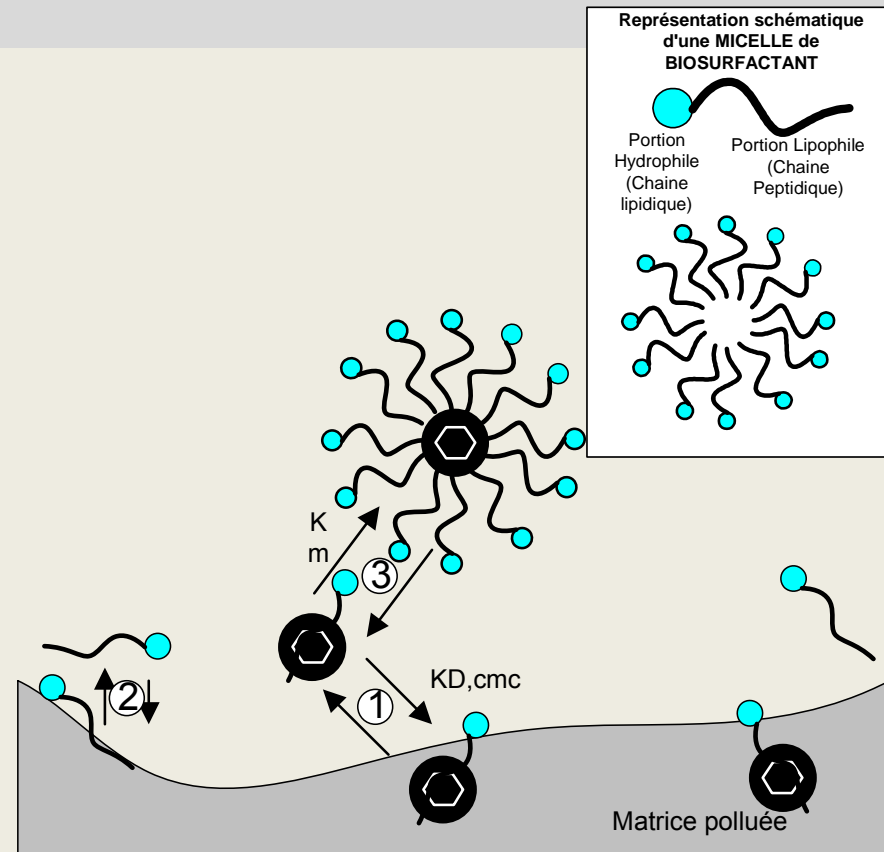 Représentation schématique
d'une MICELLE de
BIOSURFACTANT
Portion
Hydrophile
(Chaine
lipidique)
Portion Lipophile
(Chaine
Peptidique)
K
m
3
KD,cmc
2
1
Matrice polluée